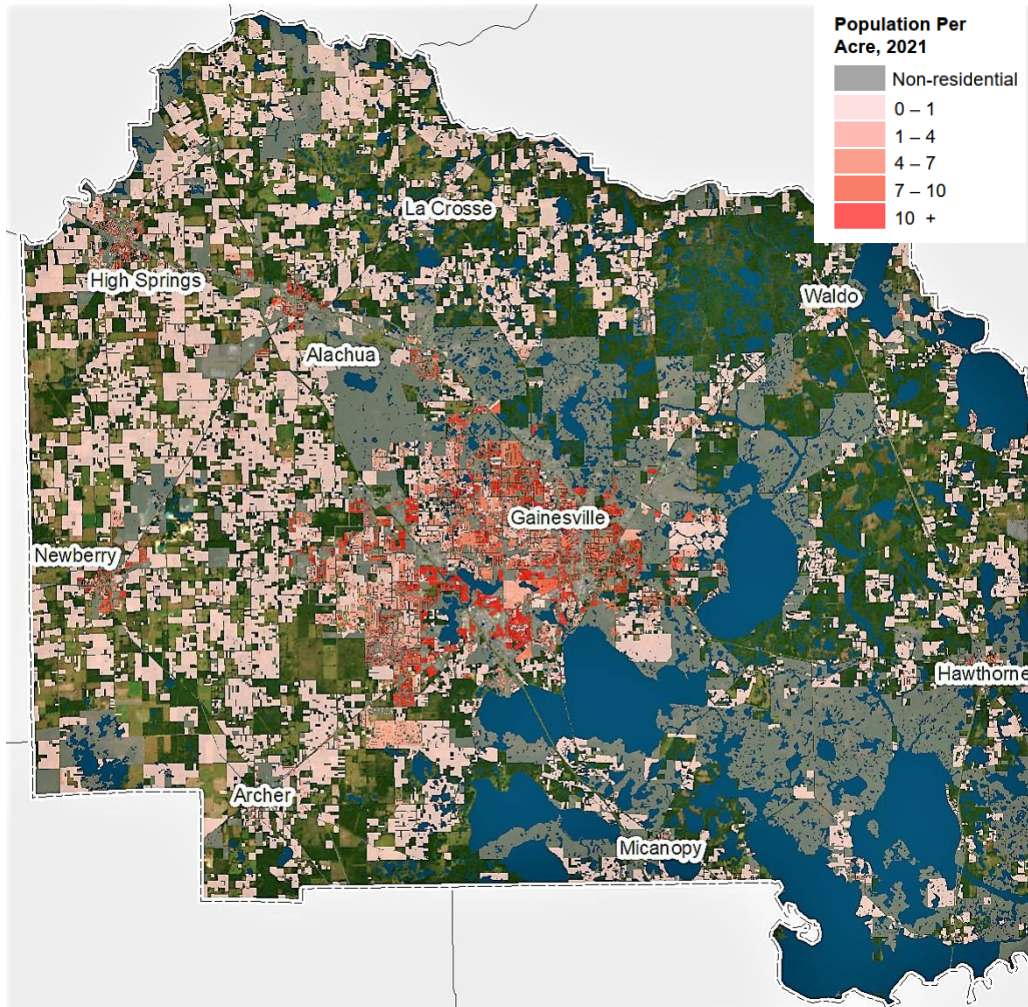 Population Per
Acre, 2021
Non-residential
0 – 1
1 – 4
4 – 7
7 – 10
10 +
La Crosse
High Springs
Waldo
Alachua
Gainesville
Newberry
Hawthorne
Archer
Micanopy